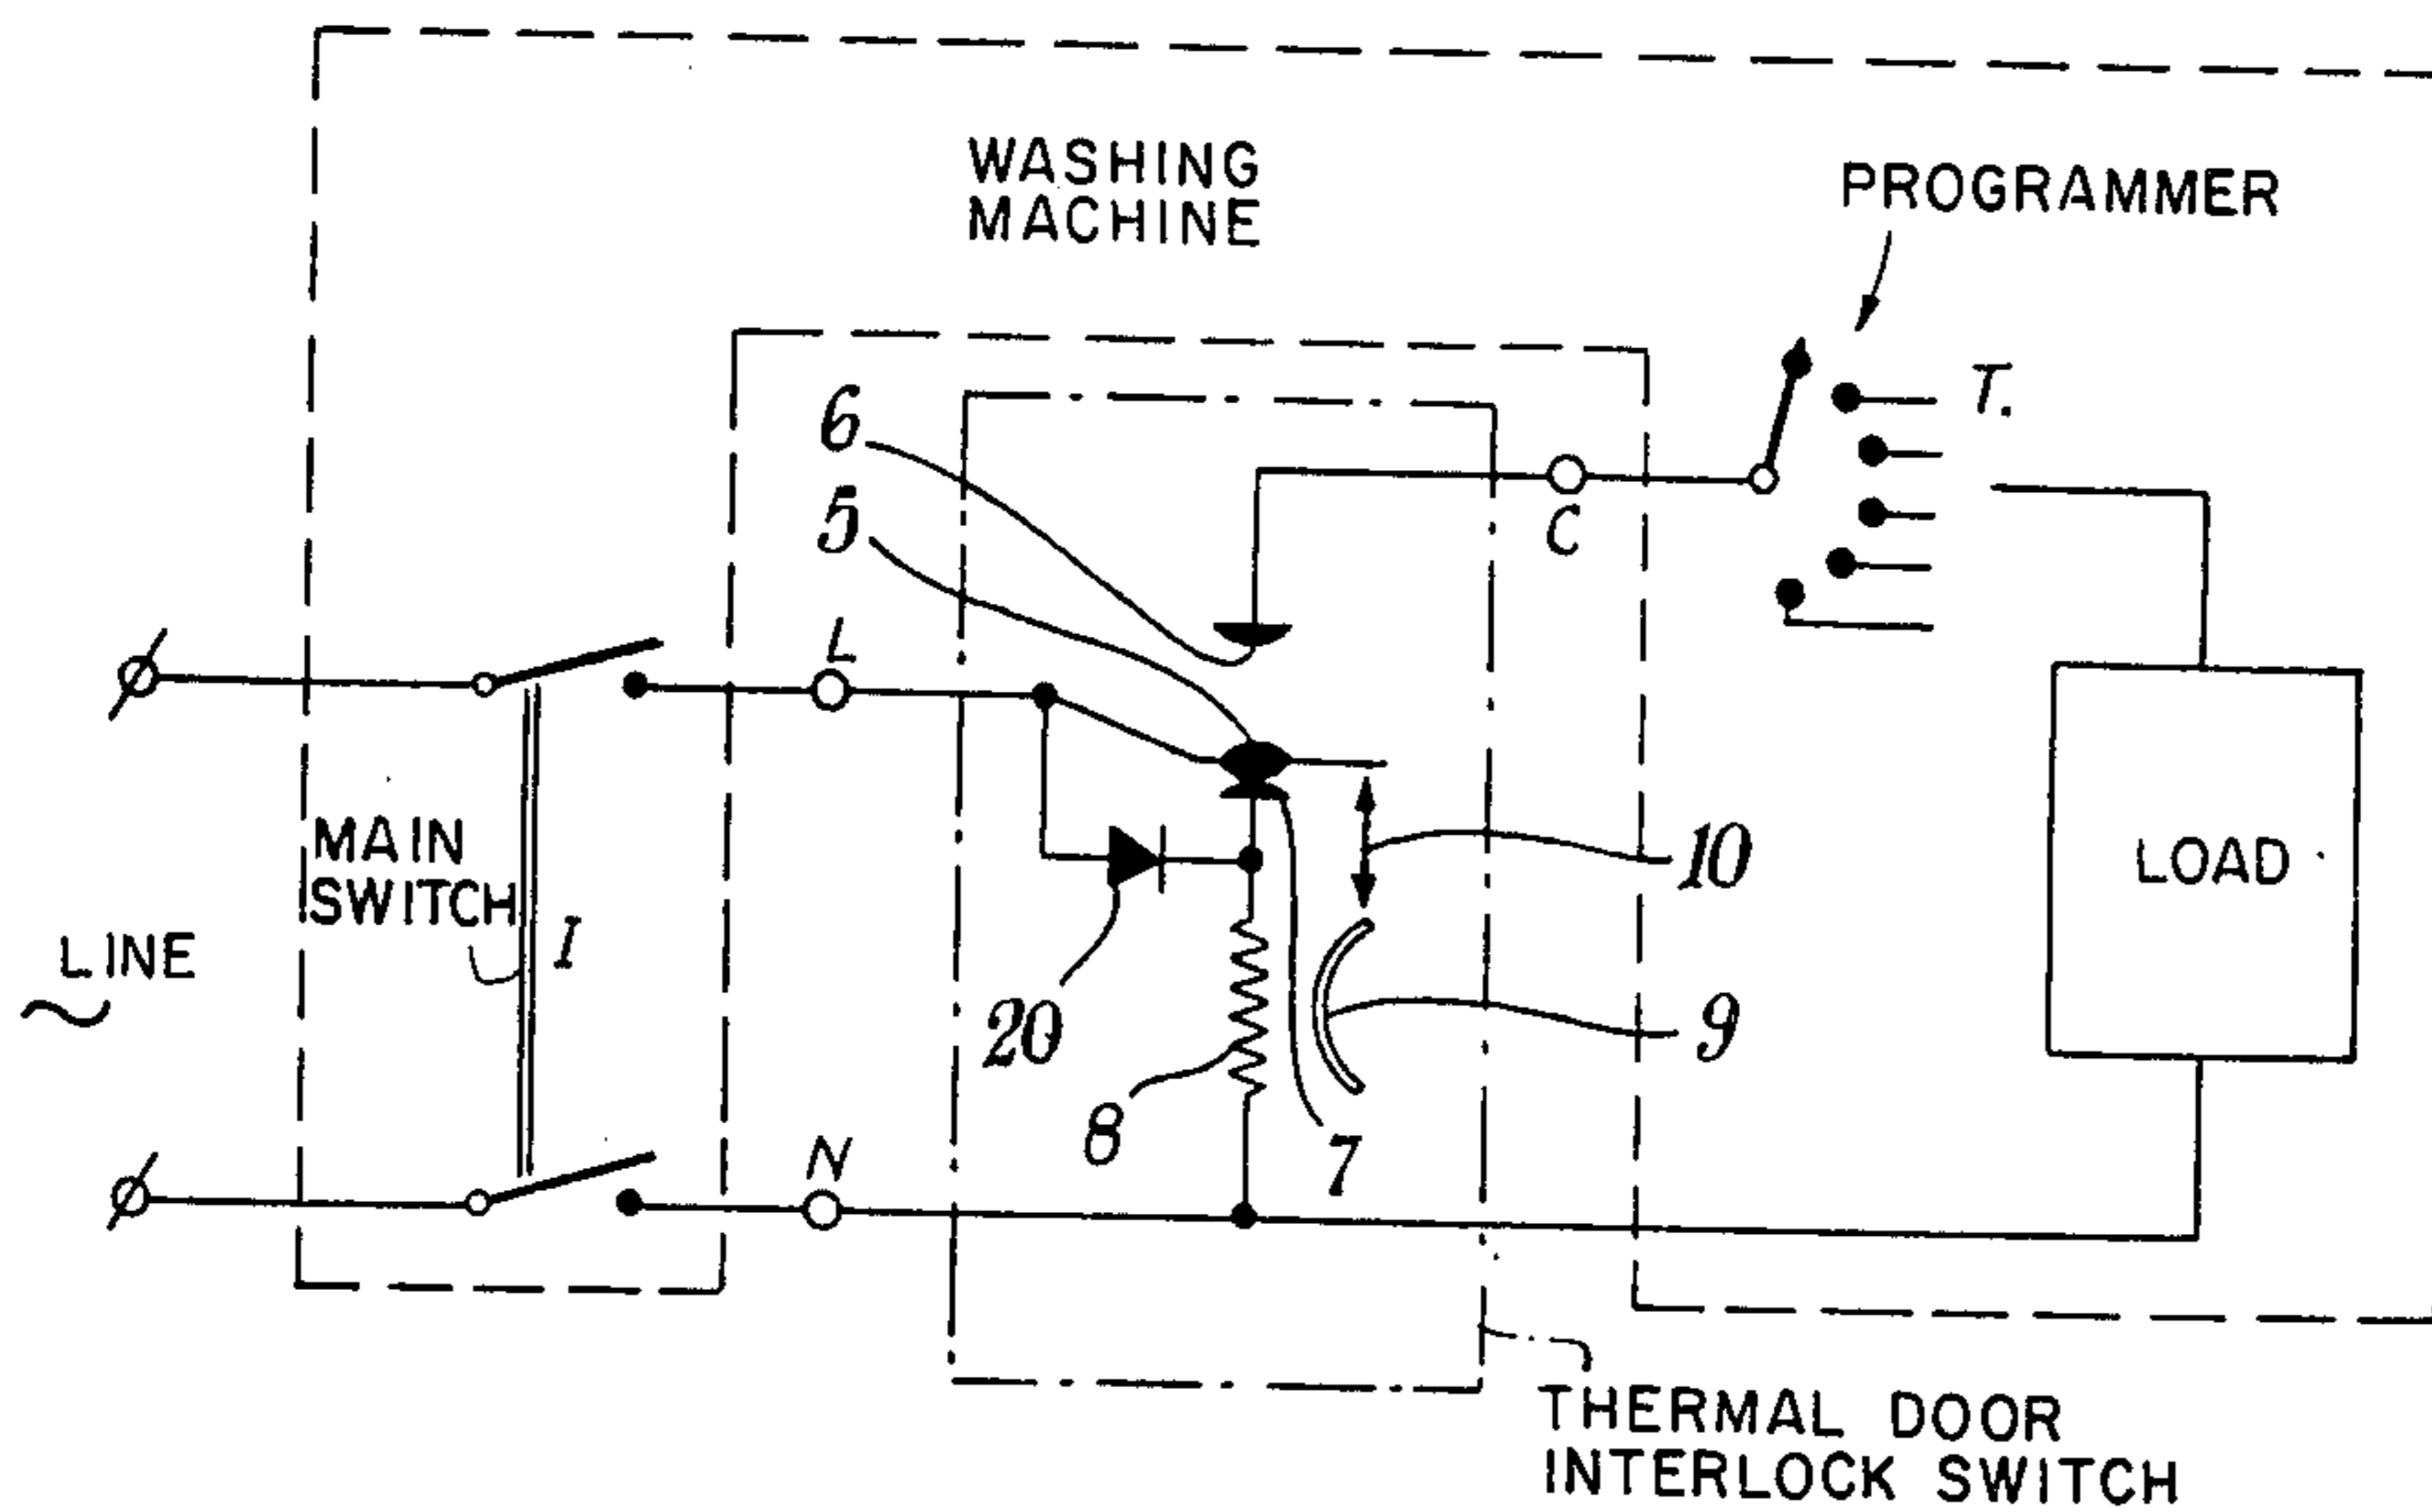 WASHING
MACHINE
PROGRAMMER
T.
6
5
C
L
MAIN
SWITCH
I
LINE
10
LOAD
20
9
8
7
N
THERMAL DOOR
INTERLOCK SWITCH